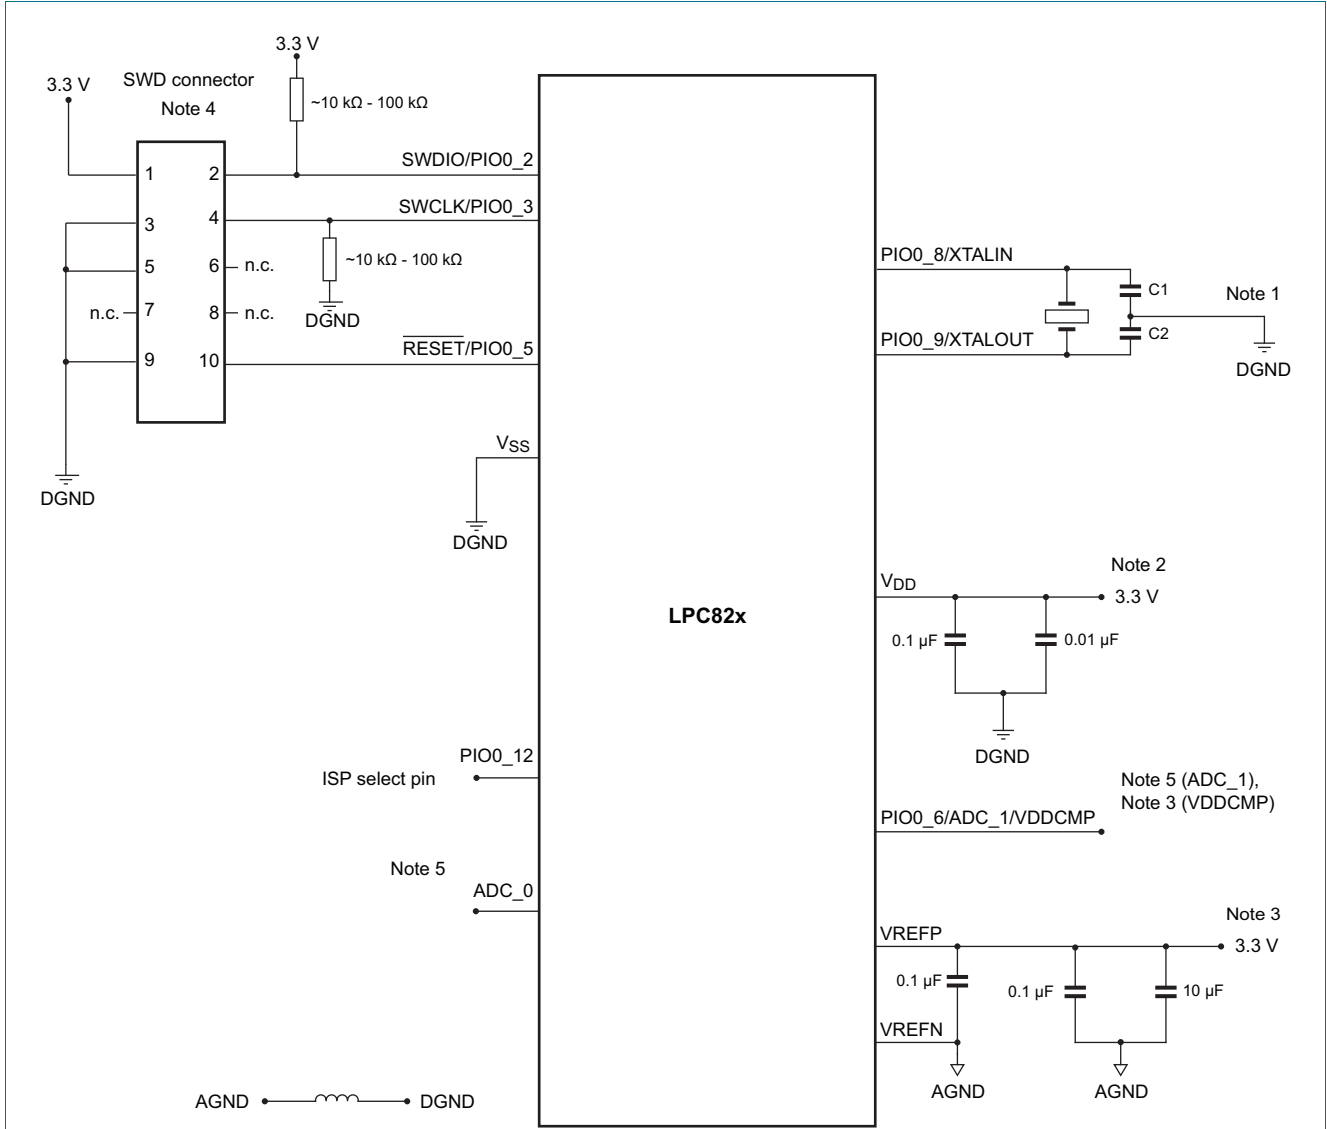 3.3 V
3.3 V
SWD connector
Note 4
~10 kΩ - 100 kΩ
1
2
SWDIO/PIO0_2
3
4
SWCLK/PIO0_3
5
6
n.c.
~10 kΩ - 100 kΩ
n.c.
7
8
n.c.
DGND
9
10
RESET/PIO0_5
DGND
VSS
DGND
LPC82x
PIO0_8/XTALIN
C1
Note 1
PIO0_9/XTALOUT
C2
DGND
Note 2
VDD
3.3 V
0.1 µF
0.01 µF
DGND
PIO0_12
ISP select pin
Note 5 (ADC_1),
Note 3 (VDDCMP)
PIO0_6/ADC_1/VDDCMP
Note 5
ADC_0
Note 3
VREFP
3.3 V
0.1 µF
0.1 µF
10 µF
VREFN
AGND
AGND
AGND
DGND